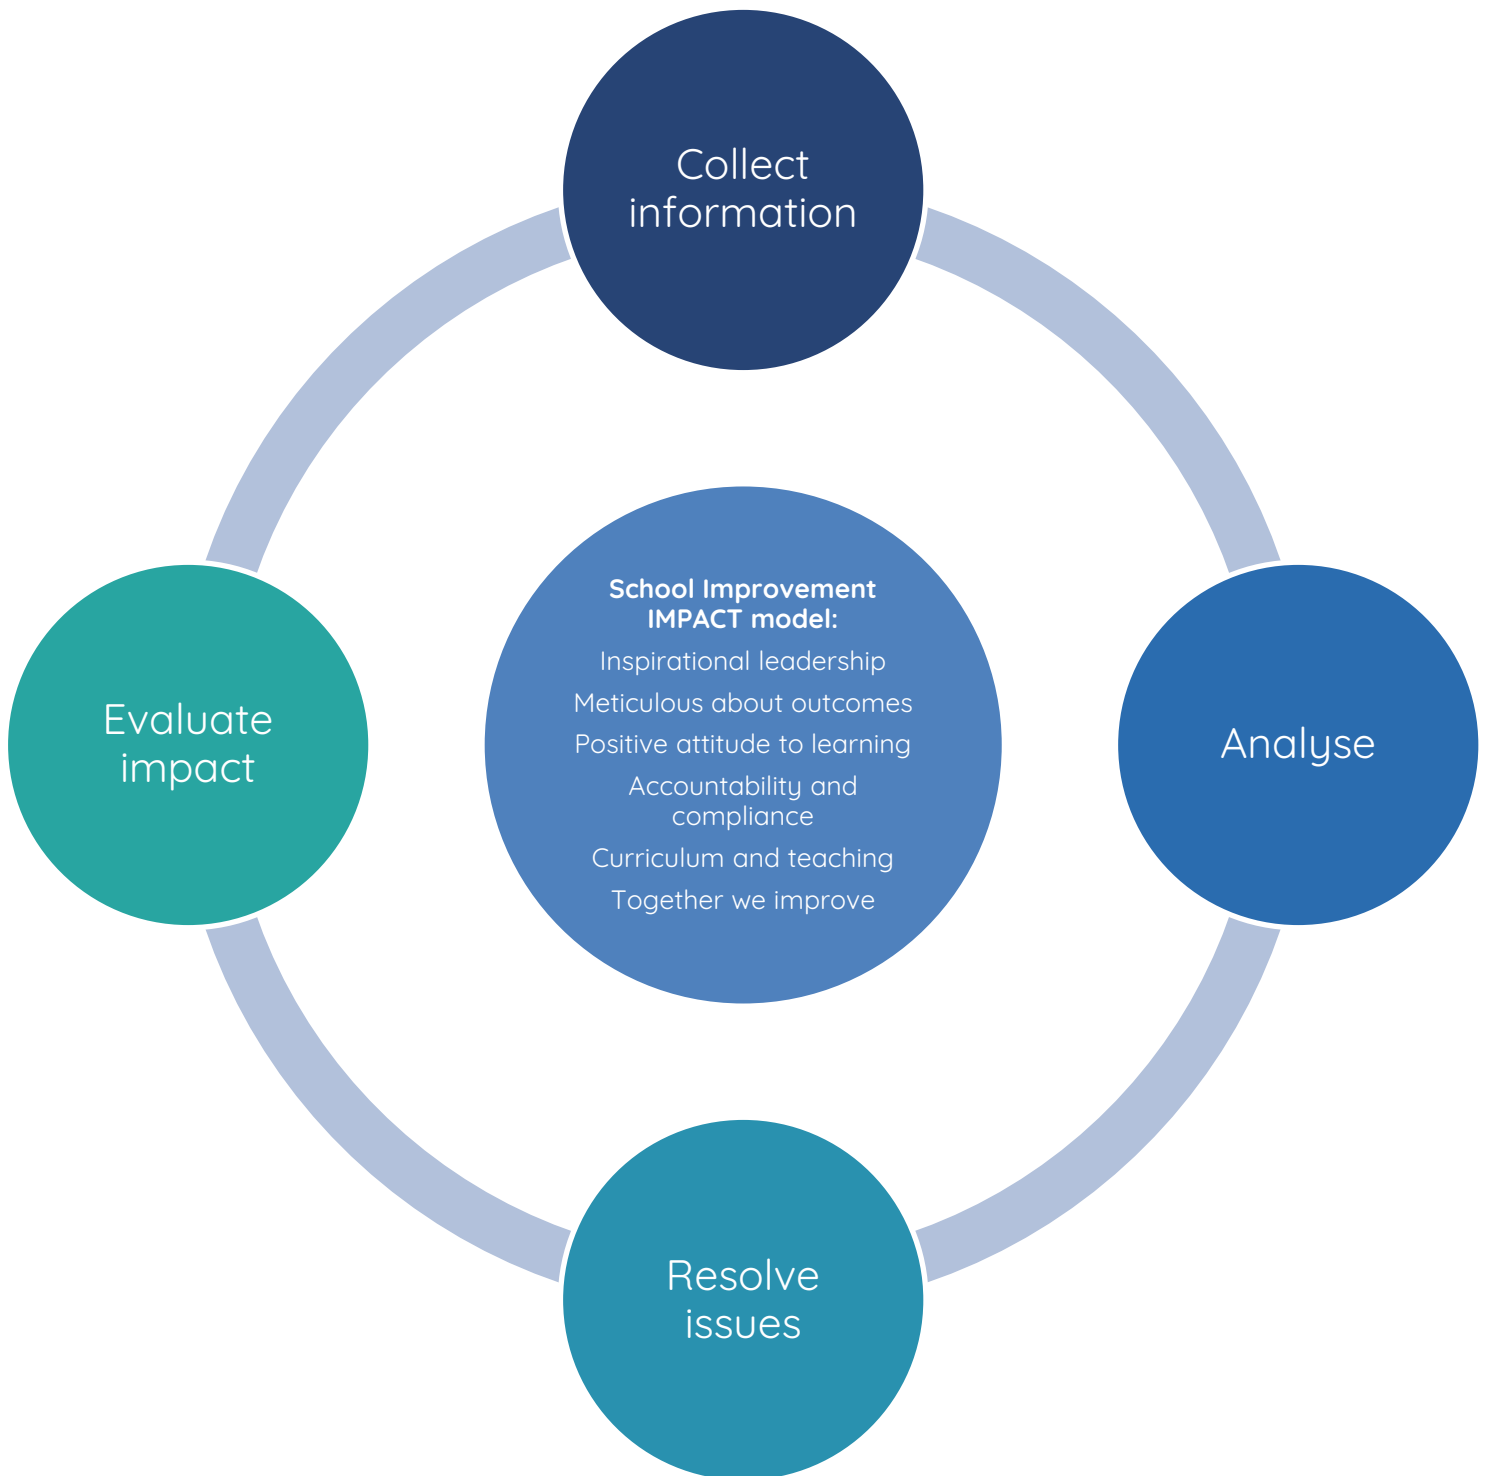 Collect
information
School Improvement
IMPACT model:
Inspirational leadership
Meticulous about outcomes
Positive attitude to learning
Accountability and
compliance
Curriculum and teaching
Together we improve
Evaluate
impact
Analyse
Resolve
issues